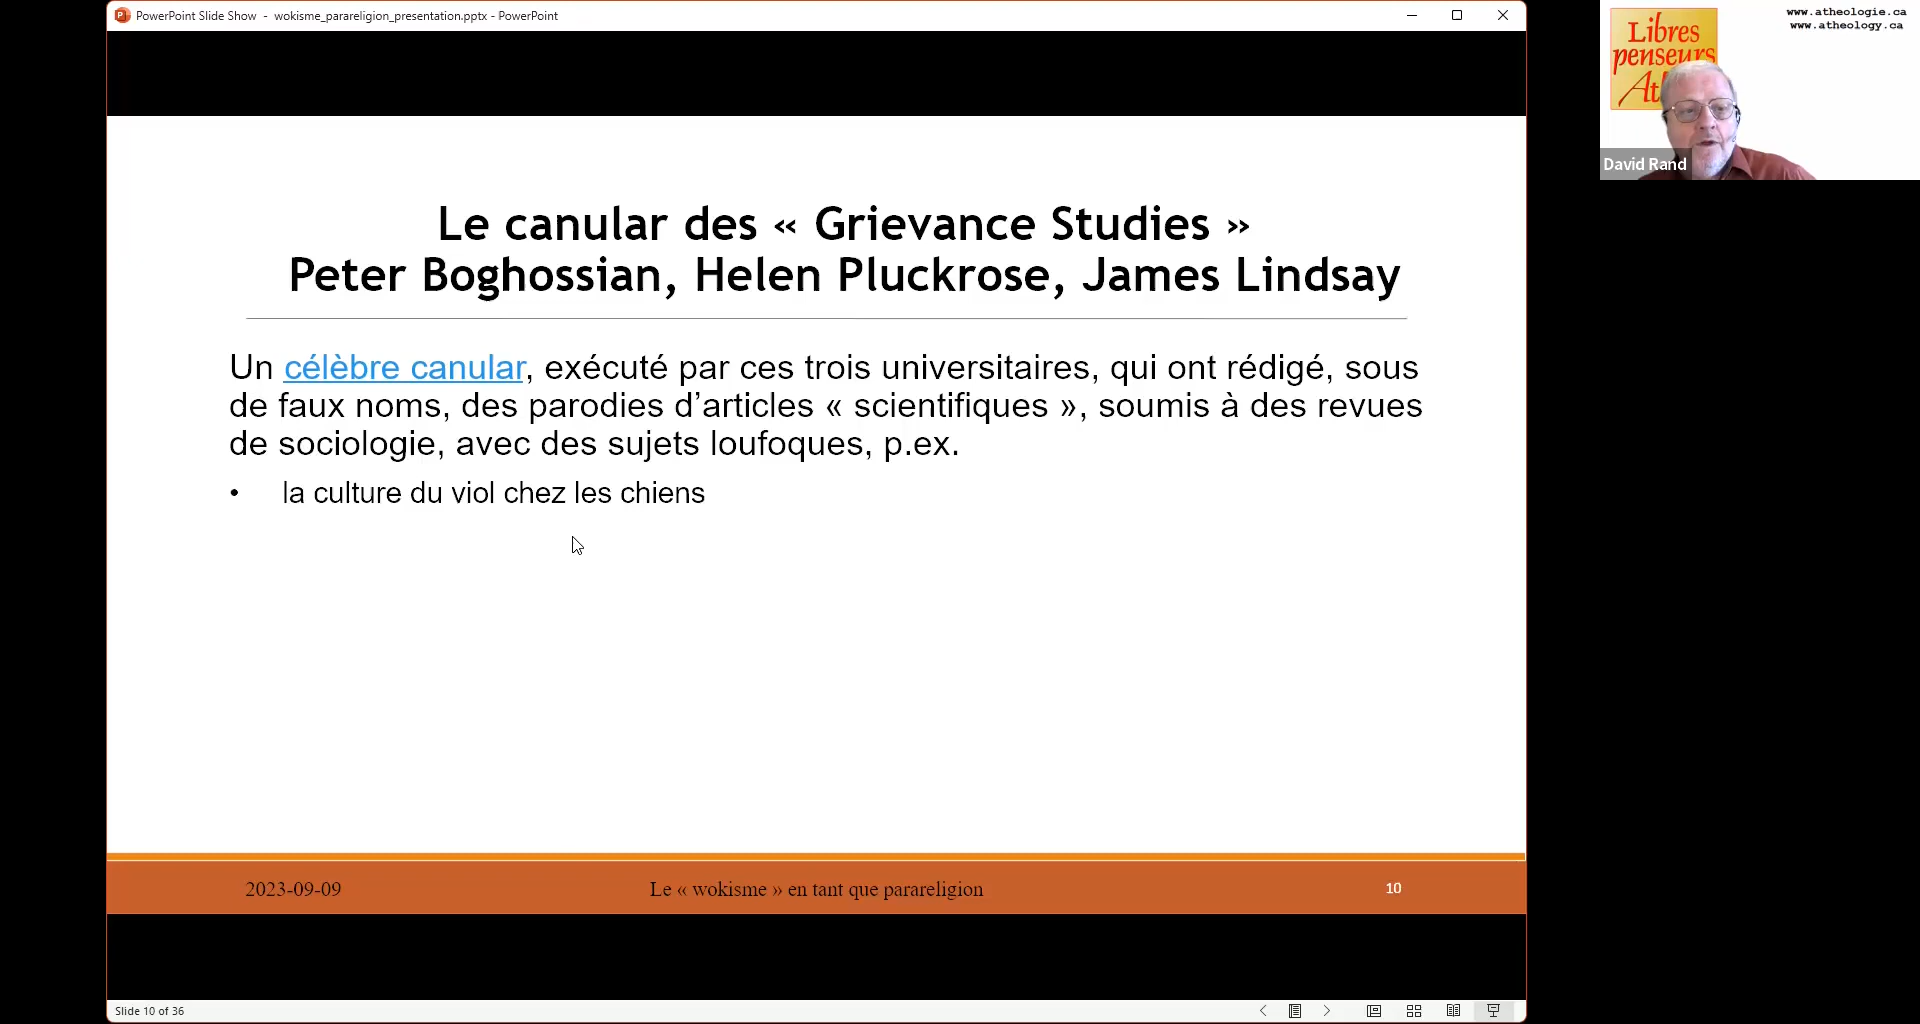 PowerPoint Slide Show - wokisme_parareligion_presentation.pptx - PowerPoint
www.atheologie.ca
www.atheology.ca
Libres
penseurs
At
David Rand
Le canular des « Grievance Studies »
Peter Boghossian, Helen Pluckrose, James Lindsay
Un célèbre canular, exécuté par ces trois universitaires, qui ont rédigé, sous
de faux noms, des parodies d’articles « scientifiques », soumis à des revues
de sociologie, avec des sujets loufoques, p.ex.
• la culture du viol chez les chiens
2023-09-09
Le « wokisme » en tant que parareligion
10
Slide 10 of 36